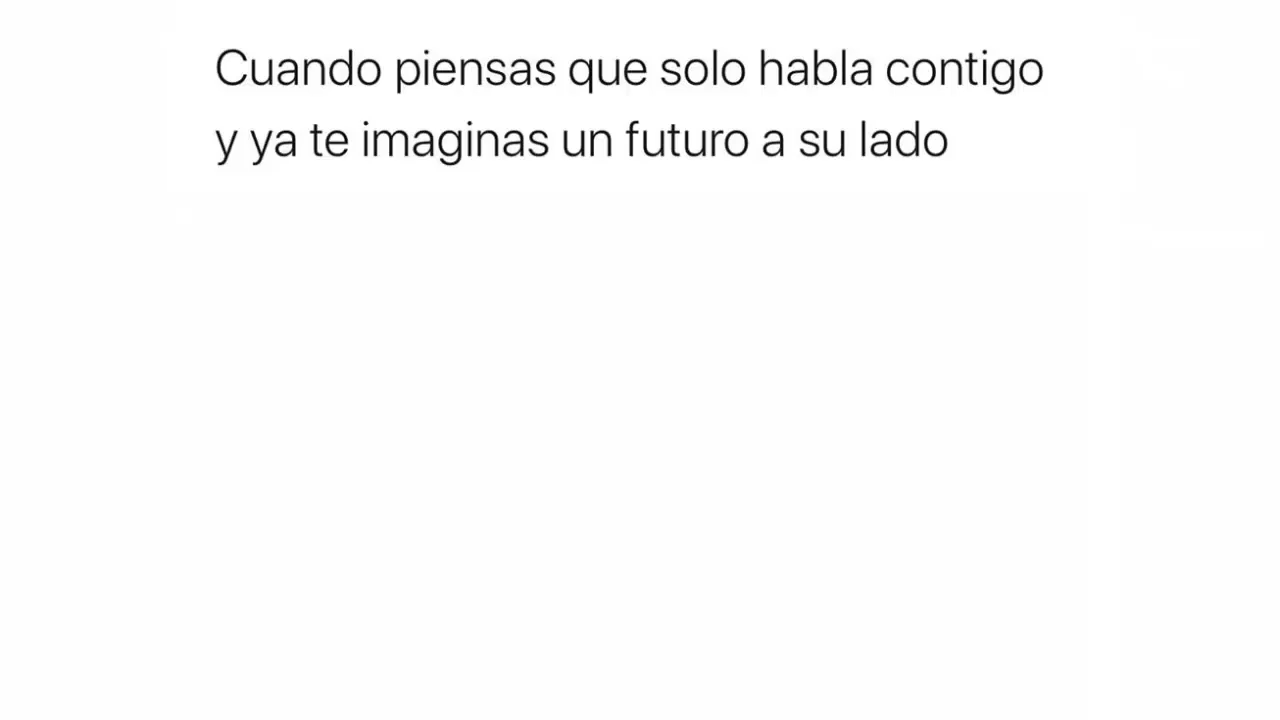 Cuando piensas que solo habla contigo
y ya te imaginas un futuro a su lado